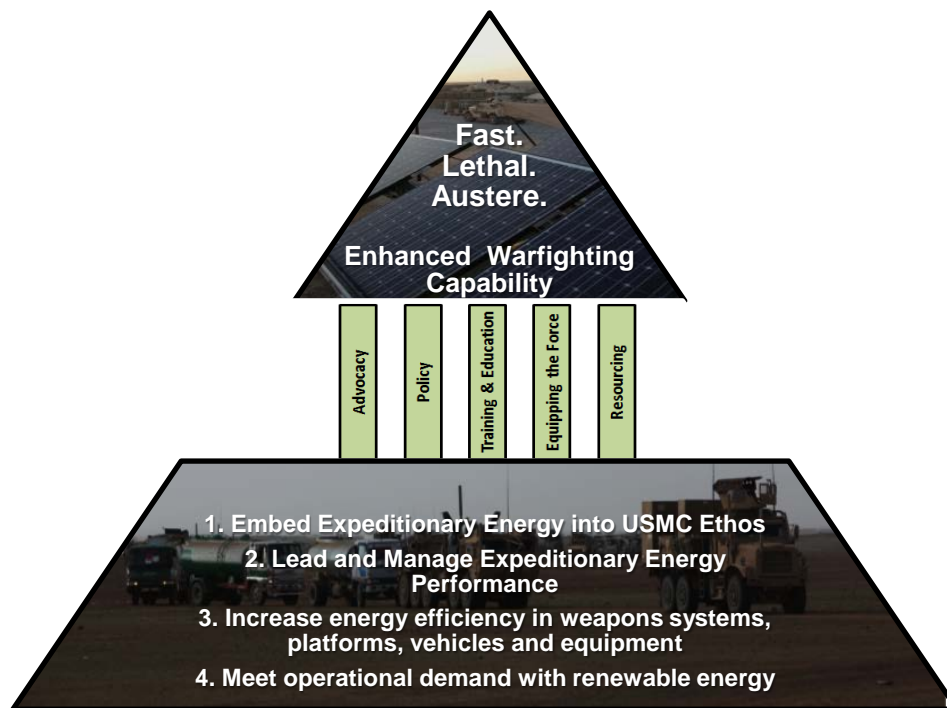 Fast.
Lethal.
Austere.
Enhanced Warfighting
Capability
Advocacy
Policy
Training & Education
Equipping the Force
Resourcing
1. Embed Expeditionary Energy into USMC Ethos
2. Lead and Manage Expeditionary Energy
Performance
3. Increase energy efficiency in weapons systems,
platforms, vehicles and equipment
4. Meet operational demand with renewable energy